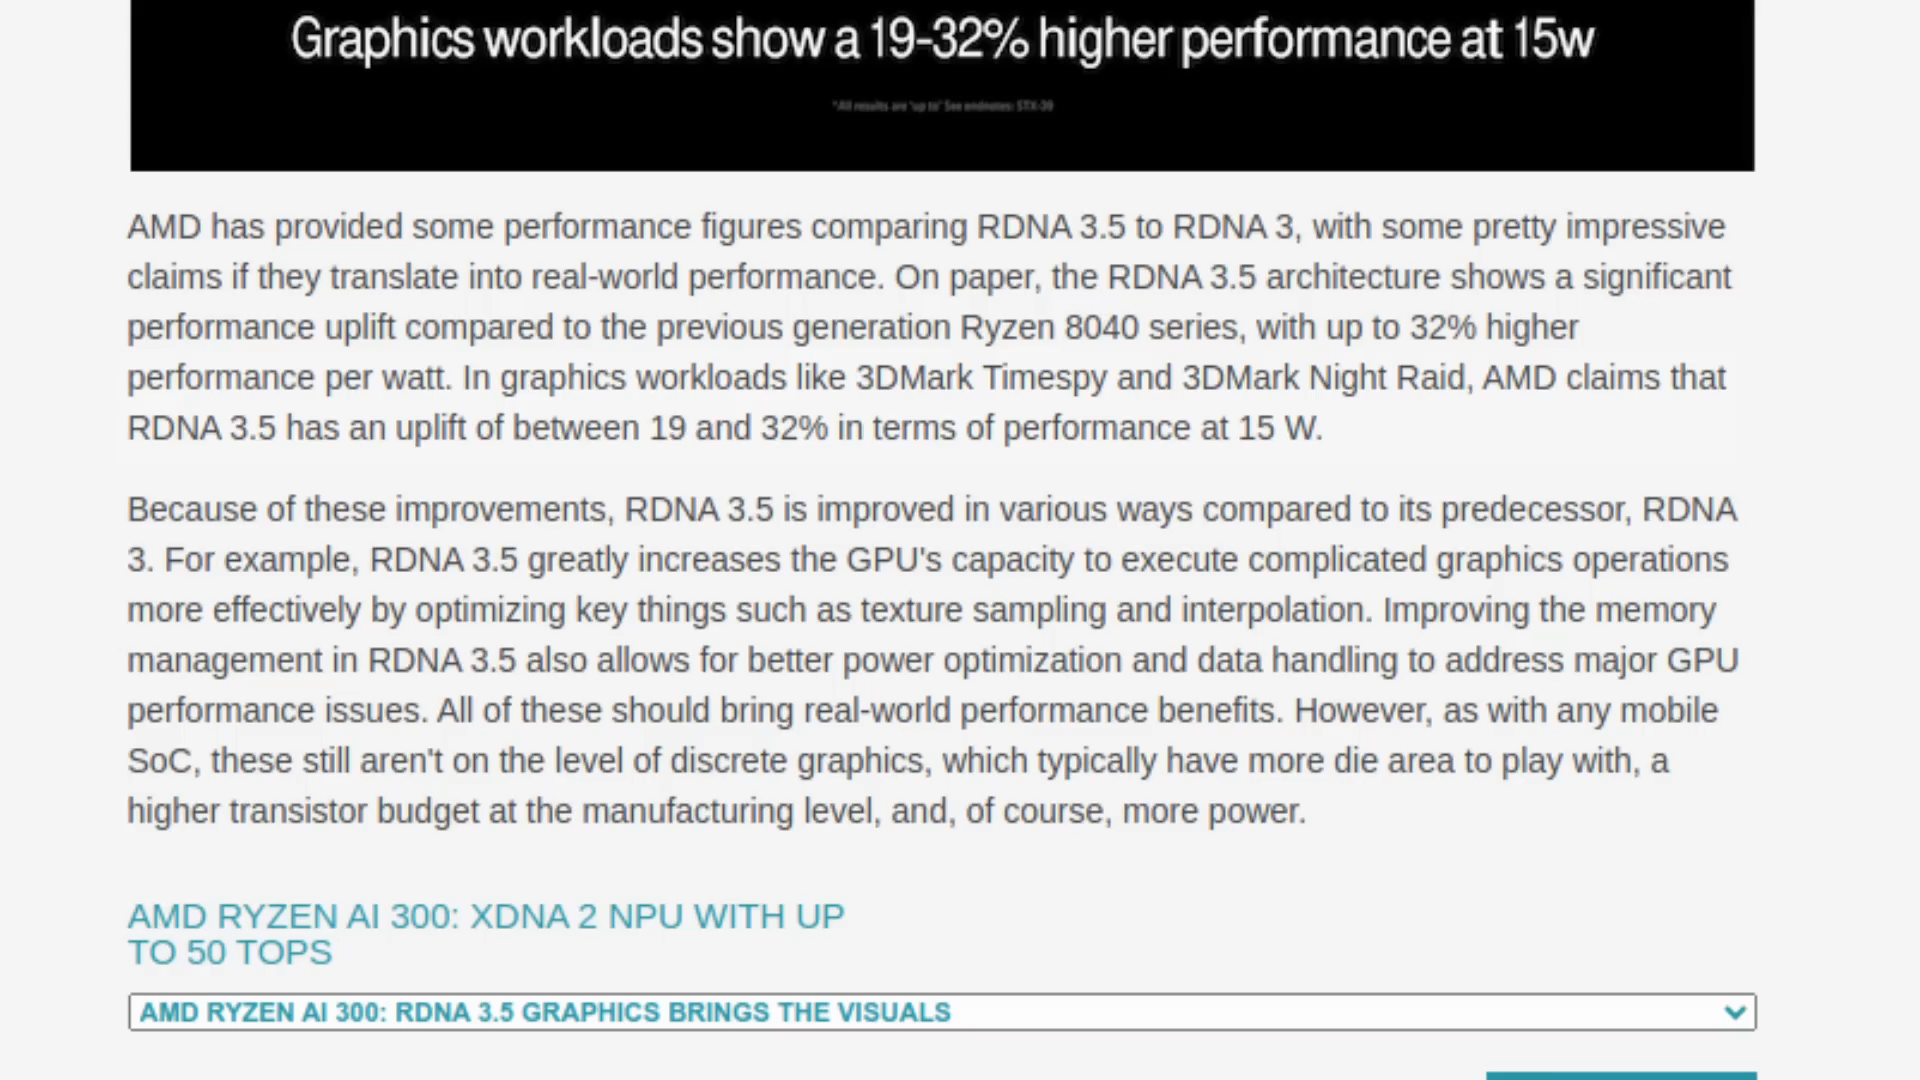 Graphics workloads show a 19-32% higher performance at 15w
*All results are 'up to' See endnotes: STX-39
AMD has provided some performance figures comparing RDNA 3.5 to RDNA 3, with some pretty impressive
claims if they translate into real-world performance. On paper, the RDNA 3.5 architecture shows a significant
performance uplift compared to the previous generation Ryzen 8040 series, with up to 32% higher
performance per watt. In graphics workloads like 3DMark Timespy and 3DMark Night Raid, AMD claims that
RDNA 3.5 has an uplift of between 19 and 32% in terms of performance at 15 W.
Because of these improvements, RDNA 3.5 is improved in various ways compared to its predecessor, RDNA
3. For example, RDNA 3.5 greatly increases the GPU's capacity to execute complicated graphics operations
more effectively by optimizing key things such as texture sampling and interpolation. Improving the memory
management in RDNA 3.5 also allows for better power optimization and data handling to address major GPU
performance issues. All of these should bring real-world performance benefits. However, as with any mobile
SoC, these still aren't on the level of discrete graphics, which typically have more die area to play with, a
higher transistor budget at the manufacturing level, and, of course, more power.
AMD RYZEN AI 300: XDNA 2 NPU WITH UP
TO 50 TOPS
AMD RYZEN AI 300: RDNA 3.5 GRAPHICS BRINGS THE VISUALS